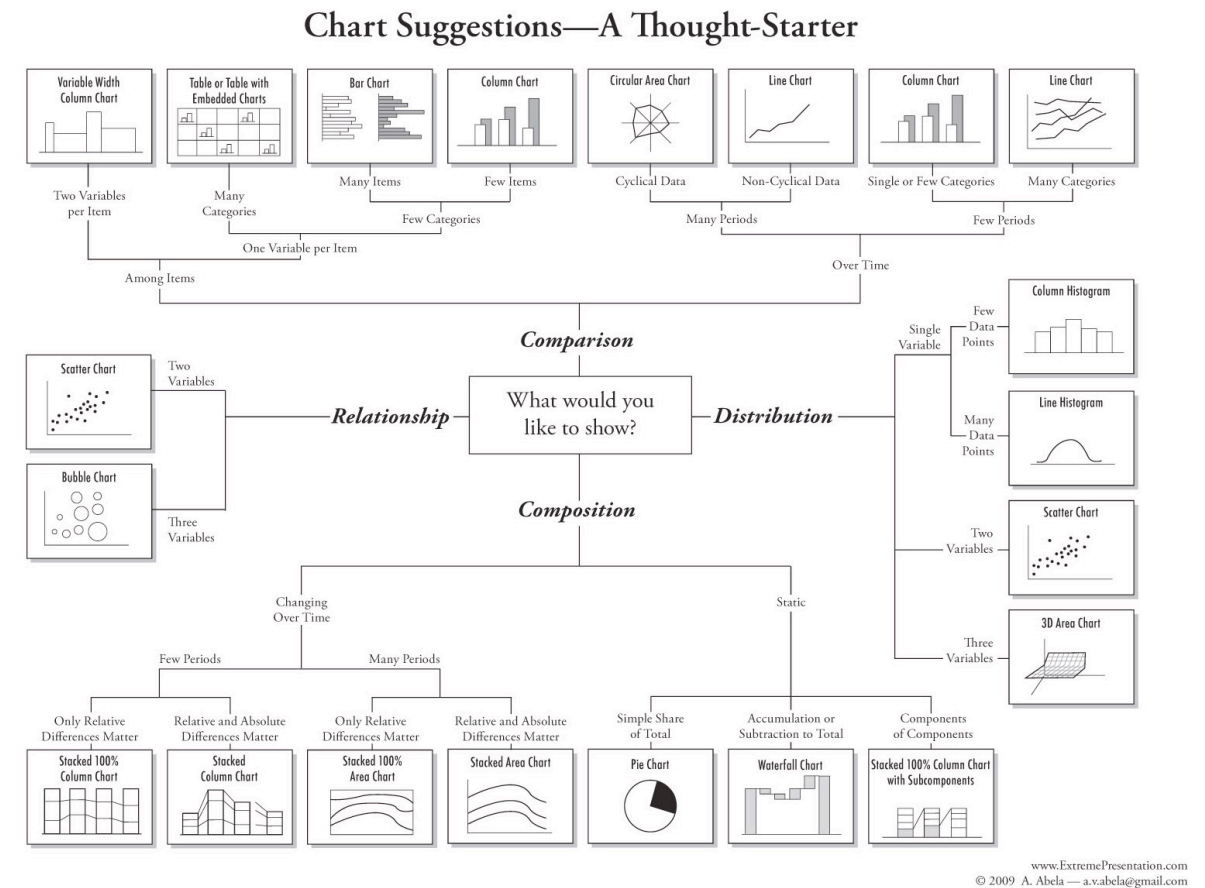 Chart Suggestions—A Thought-Starter
Variable Width
Column Chart
Table or Table with
Embedded Charts
Bar Chart
Column Chart
Circular Area Chart
Line Chart
Column Chart
Line Chart
Two Variables
per Item
Many
Categories
Many Items
Few Items
Cyclical Data
Non-Cyclical Data
Single or Few Categories
Many Categories
Few Categories
Many Periods
Few Periods
One Variable per Item
Among Items
Over Time
Comparison
What would you
like to show?
Relationship
Two
Variables
Scatter Chart
Three
Variables
Bubble Chart
Distribution
Single
Variable
Few
Data
Points
Column Histogram
Many
Data
Points
Line Histogram
Two
Variables
Scatter Chart
Three
Variables
3D Area Chart
Composition
Changing
Over Time
Static
Few Periods
Many Periods
Only Relative
Differences Matter
Relative and Absolute
Differences Matter
Only Relative
Differences Matter
Relative and Absolute
Differences Matter
Simple Share
of Total
Accumulation or
Subtraction to Total
Components
of Components
Stacked 100%
Column Chart
Stacked
Column Chart
Stacked 100%
Area Chart
Stacked Area Chart
Pie Chart
Waterfall Chart
Stacked 100% Column Chart
with Subcomponents
www.ExtremePresentation.com
© 2009 A. Abela — a.v.abela@gmail.com